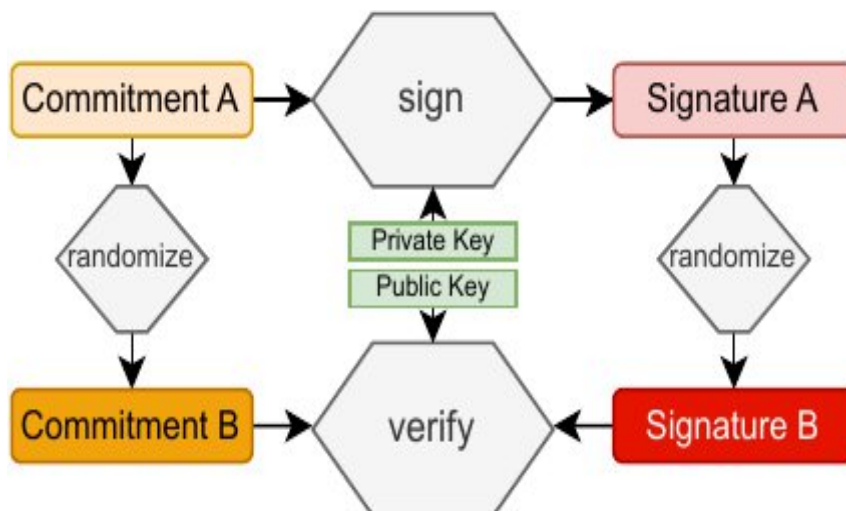 Commitment A
sign
Signature A
randomize
Private Key
Public Key
randomize
Commitment B
verify
Signature B